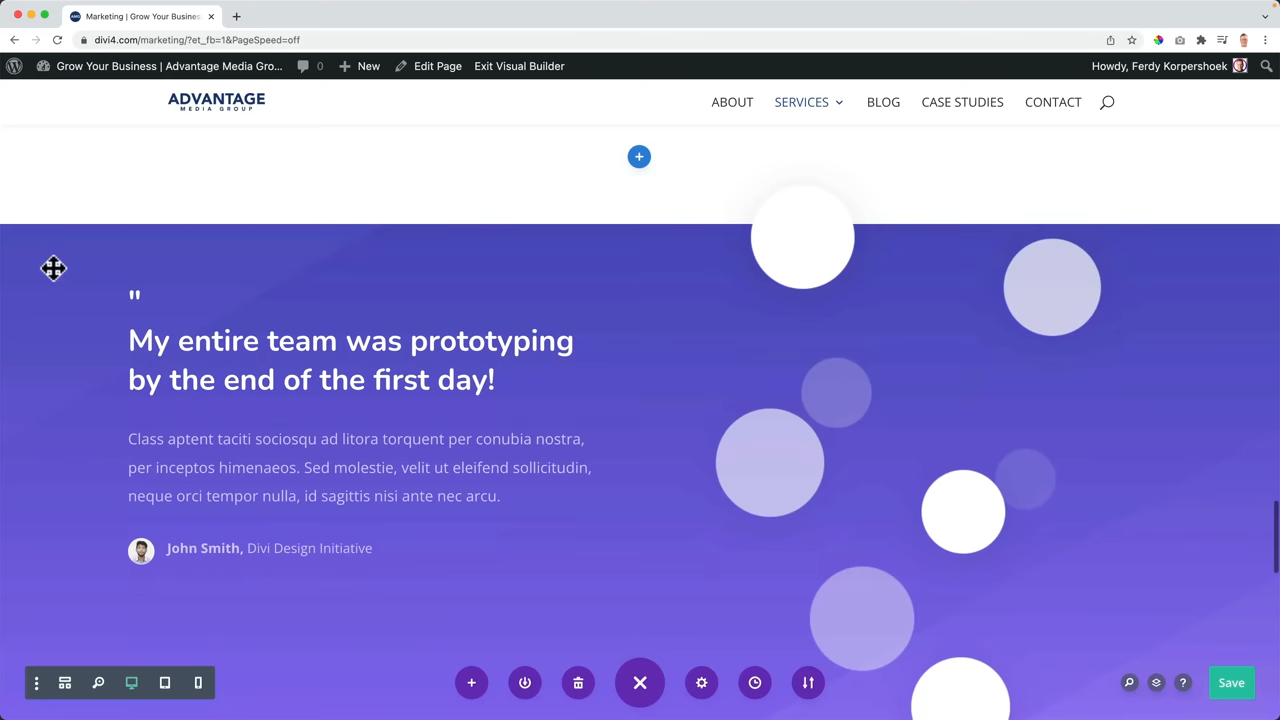 Marketing | Grow Your Busines
divi4.com/marketing/?et_fb=1&PageSpeed=off
Grow Your Business | Advantage Media Gro... 0 New Edit Page Exit Visual Builder Howdy, Ferdy Korpershoek
ADVANTAGE
MEDIA GROUP
ABOUT SERVICES BLOG CASE STUDIES CONTACT
"
My entire team was prototyping
by the end of the first day!
Class aptent taciti sociosqu ad litora torquent per conubia nostra,
per inceptos himenaeos. Sed molestie, velit ut eleifend sollicitudin,
neque orci tempor nulla, id sagittis nisi ante nec arcu.
John Smith, Divi Design Initiative
? Save